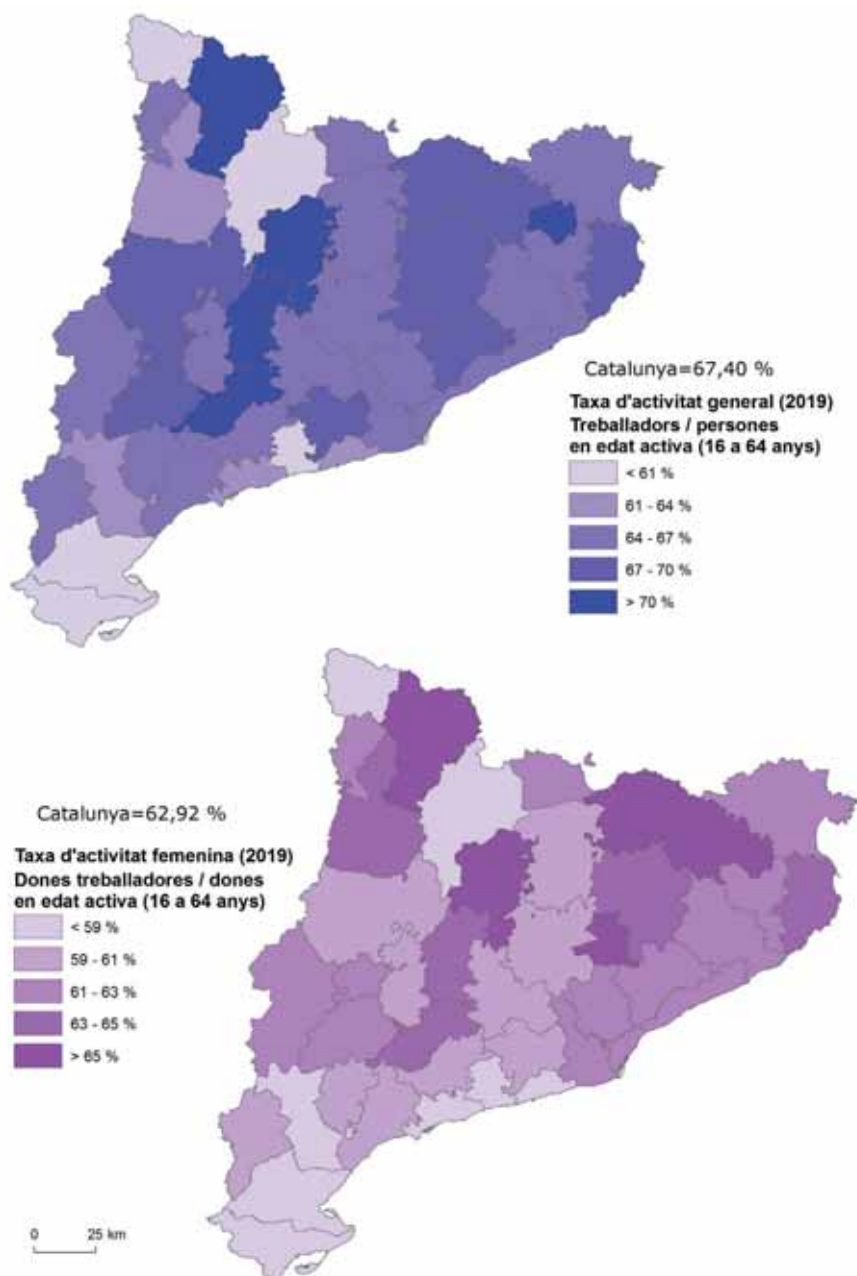 Catalunya=67,40 %
Taxa d'activitat general (2019)
Treballadors / persones
en edat activa (16 a 64 anys)
< 61 %
61 - 64 %
64 - 67 %
67 - 70 %
> 70 %
Catalunya=62,92 %
Taxa d'activitat femenina (2019)
Dones treballadores / dones
en edat activa (16 a 64 anys)
< 59 %
59 - 61 %
61 - 63 %
63 - 65 %
> 65 %
0 25 km